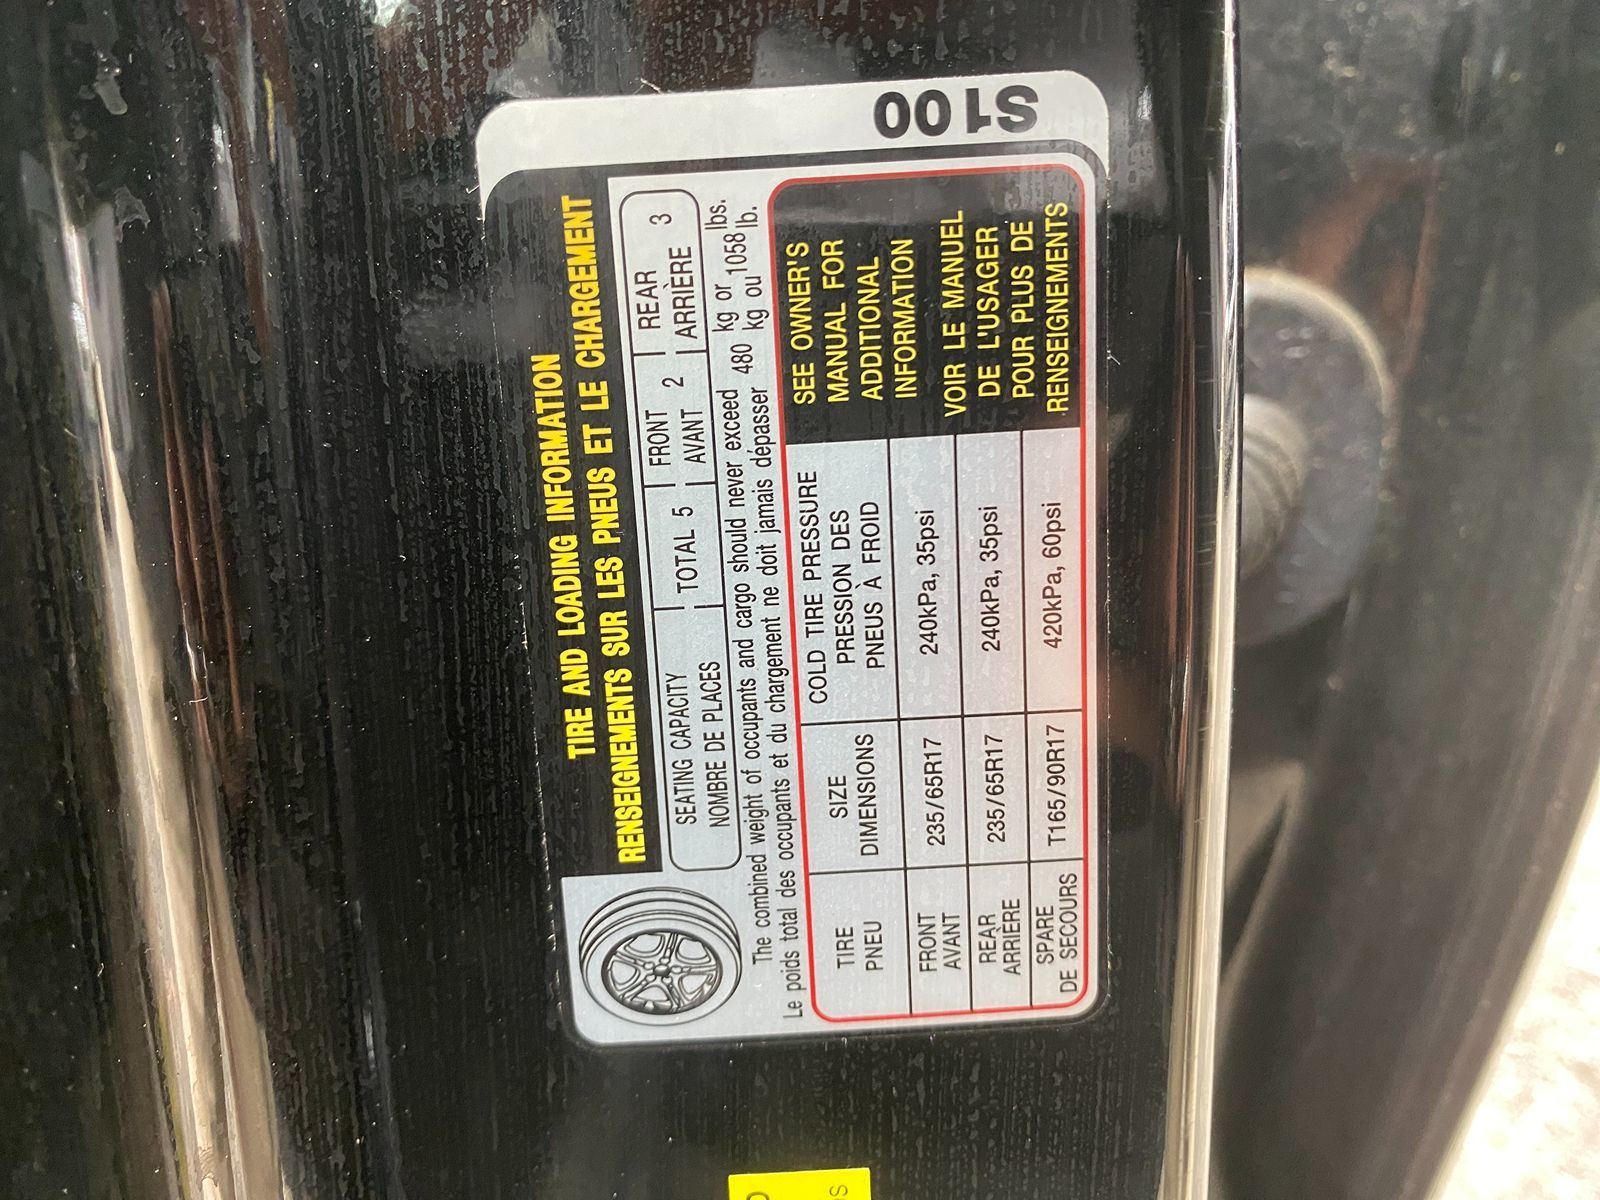 S100
TIRE AND LOADING INFORMATION
RENSEIGNEMENTS SUR LES PNEUS ET LE CHARGEMENT
SEATING CAPACITY TOTAL 5 FRONT 2 REAR 3
NOMBRE DE PLACES AVANT ARRIÈRE
The combined weight of occupants and cargo should never exceed 480 kg or 1058 lbs.
Le poids total des occupants et du chargement ne doit jamais dépasser kg ou lb.
TIRE SIZE COLD TIRE PRESSURE
PNEU DIMENSIONS PRESSION DES
PNEUS À FROID
FRONT 235/65R17 240kPa, 35psi
AVANT
REAR 235/65R17 240kPa, 35psi
ARRIÈRE
SPARE T165/90R17 420kPa, 60psi
DE SECOURS
SEE OWNER'S
MANUAL FOR
ADDITIONAL
INFORMATION
VOIR LE MANUEL
DE L'USAGER
POUR PLUS DE
RENSEIGNEMENTS